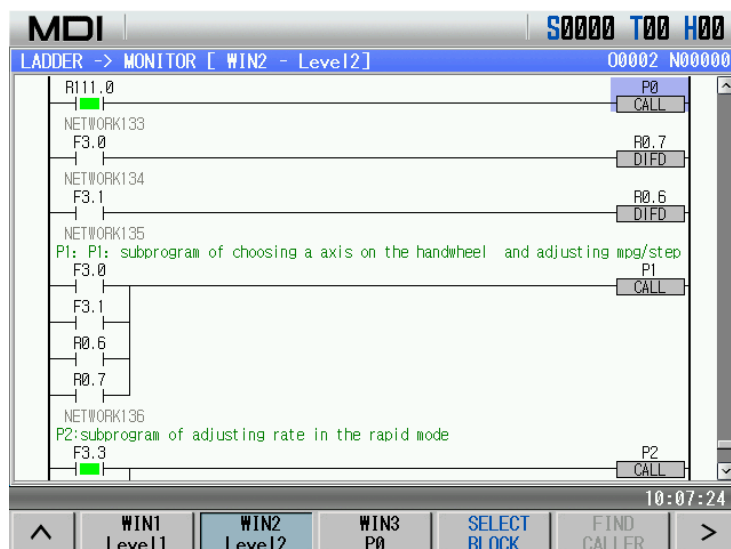 MDI S0000 T00 H00
LADDER -> MONITOR [ WIN2 - Level2] O0002 N00000
R111.0 P0
CALL
NETWORK133
F3.0 R0.7
DIFD
NETWORK134
F3.1 R0.6
DIFD
NETWORK135
P1: P1: subprogram of choosing a axis on the handwheel and adjusting mpg/step
F3.0 P1
CALL
F3.1
R0.6
R0.7
NETWORK136
P2:subprogram of adjusting rate in the rapid mode
F3.3 P2
CALL
10:07:24
WIN1 WIN2 WIN3 SELECT FIND
Level1 Level2 P0 BLOCK CALLER